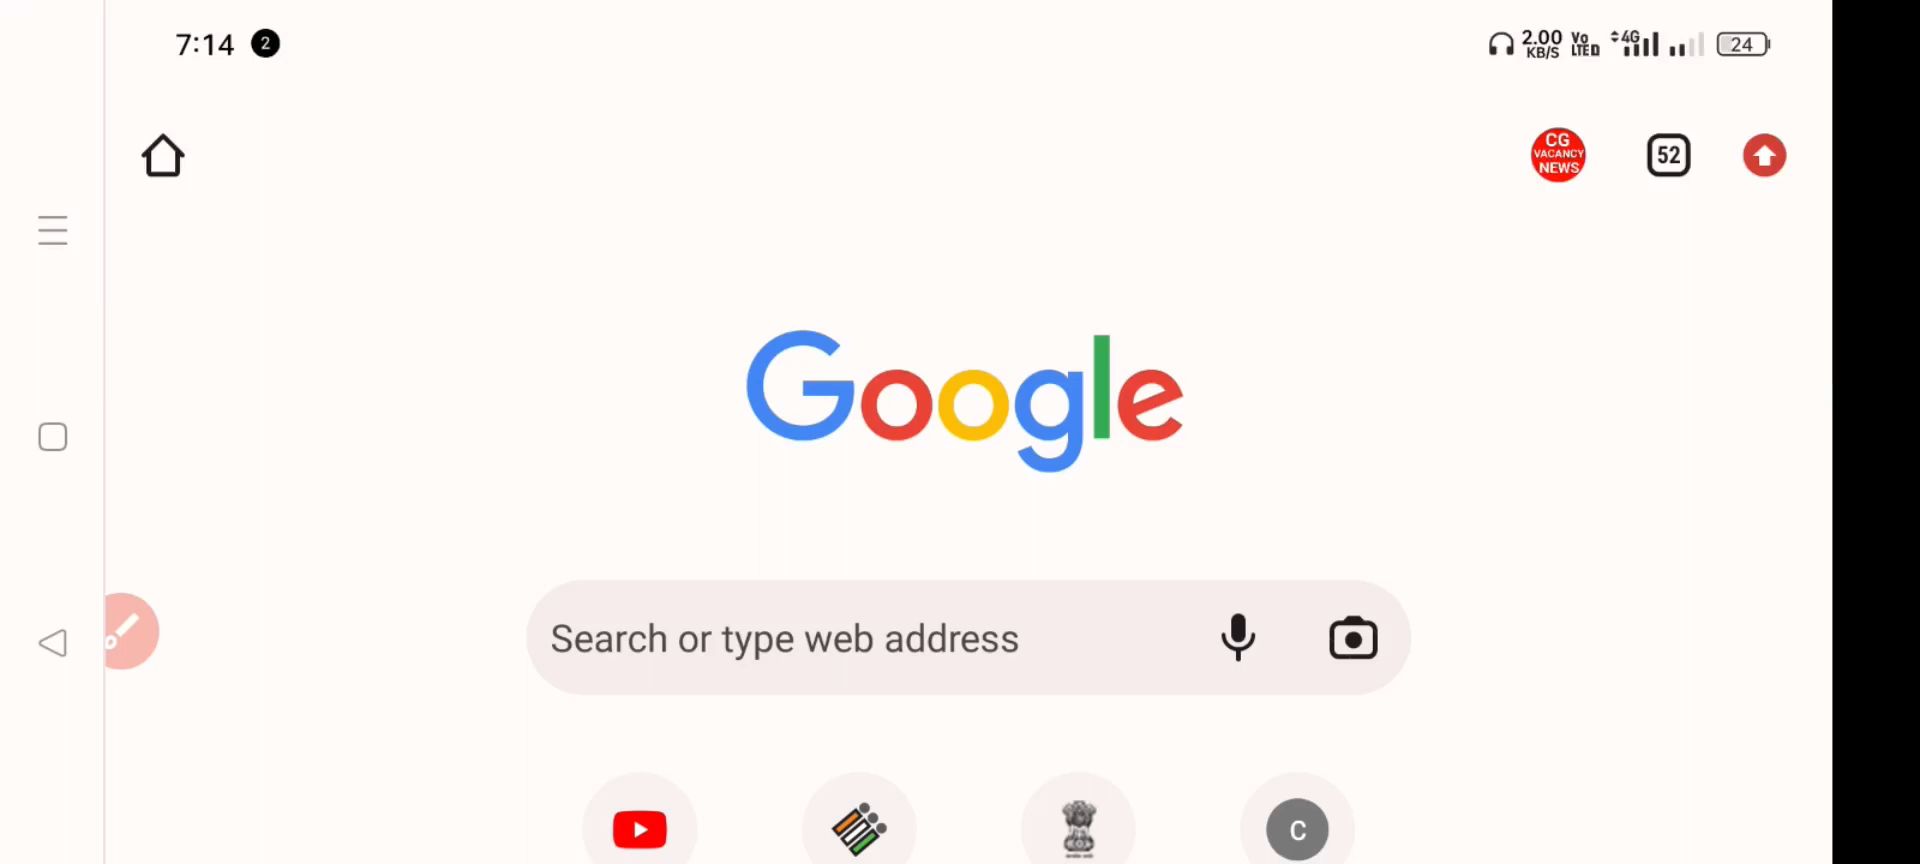 7:14 2
2.00 KB/S Vo LTE 4G 24
CG VACANCY NEWS
52
Google
Search or type web address
C